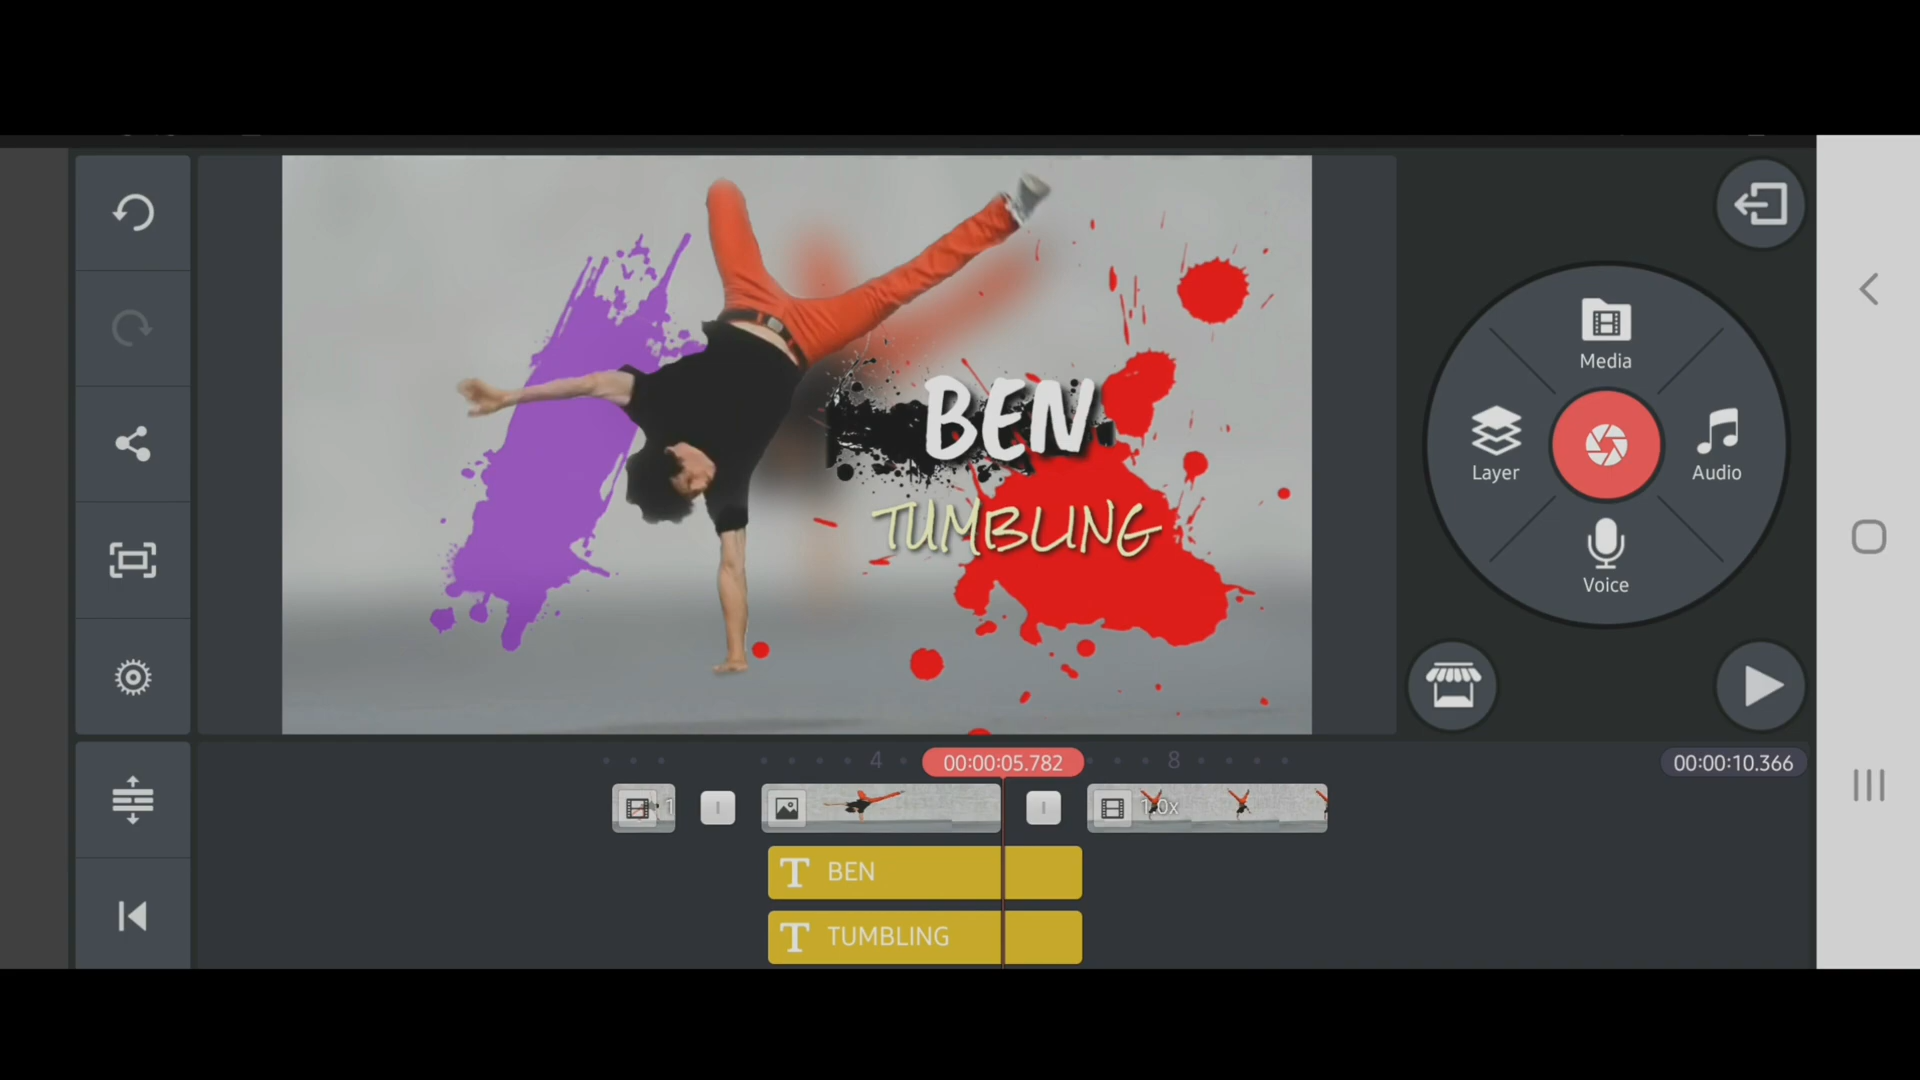 Media
BEN
Layer
Audio
TUMBLING
Voice
4
00:00:05.782
8
00:00:10.366
1
1.0x
T BEN
T TUMBLING